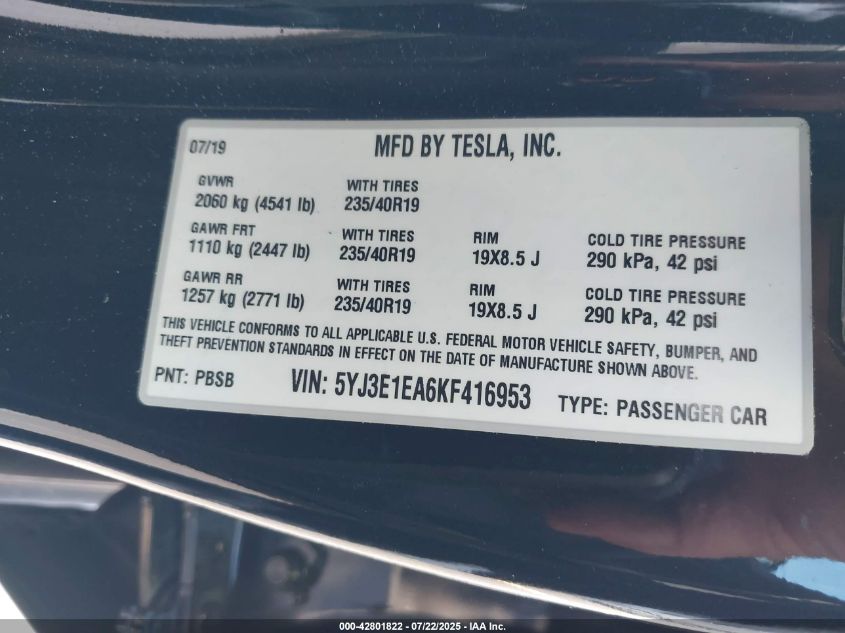 07/19 MFD BY TESLA, INC.
GVWR WITH TIRES
2060 kg (4541 lb) 235/40R19
GAWR FRT WITH TIRES RIM COLD TIRE PRESSURE
1110 kg (2447 lb) 235/40R19 19X8.5 J 290 kPa, 42 psi
GAWR RR WITH TIRES RIM COLD TIRE PRESSURE
1257 kg (2771 lb) 235/40R19 19X8.5 J 290 kPa, 42 psi
THIS VEHICLE CONFORMS TO ALL APPLICABLE U.S. FEDERAL MOTOR VEHICLE SAFETY, BUMPER, AND
THEFT PREVENTION STANDARDS IN EFFECT ON THE DATE OF MANUFACTURE SHOWN ABOVE.
PNT: PBSB VIN: 5YJ3E1EA6KF416953 TYPE: PASSENGER CAR
000-42801822 - 07/22/2025 - IAA Inc.